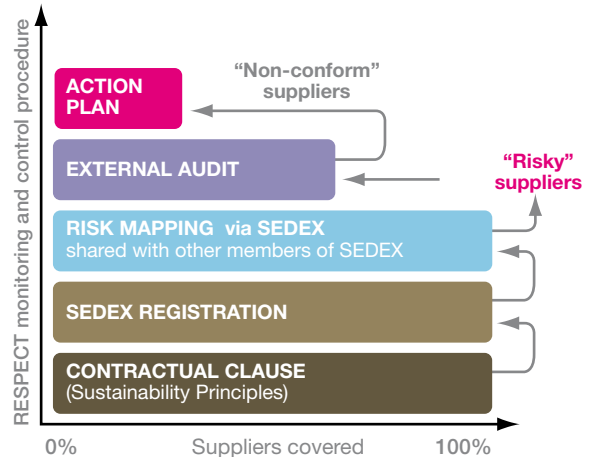 RESPECT monitoring and control procedure
ACTION
PLAN
“Non-conform”
suppliers
EXTERNAL AUDIT
“Risky”
suppliers
RISK MAPPING via SEDEX
shared with other members of SEDEX
SEDEX REGISTRATION
CONTRACTUAL CLAUSE
(Sustainability Principles)
0% Suppliers covered 100%